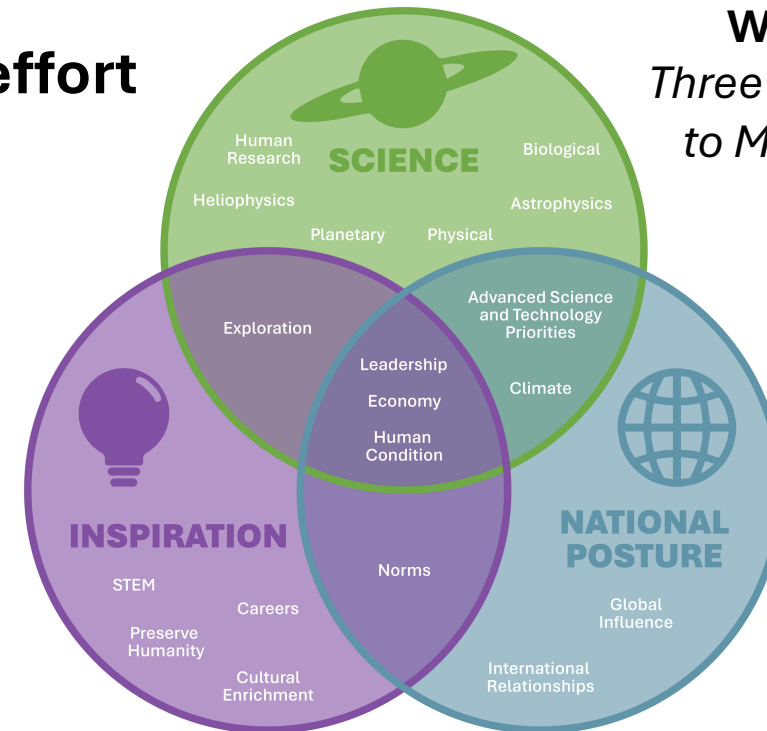 effort
W
Three
to M
Human
Research
SCIENCE
Biological
Heliophysics
Astrophysics
Planetary
Physical
Advanced Science
and Technology
Priorities
Exploration
Leadership
Climate
Economy
Human
Condition
INSPIRATION
NATIONAL
POSTURE
Norms
STEM
Careers
Global
Influence
Preserve
Humanity
Cultural
Enrichment
International
Relationships